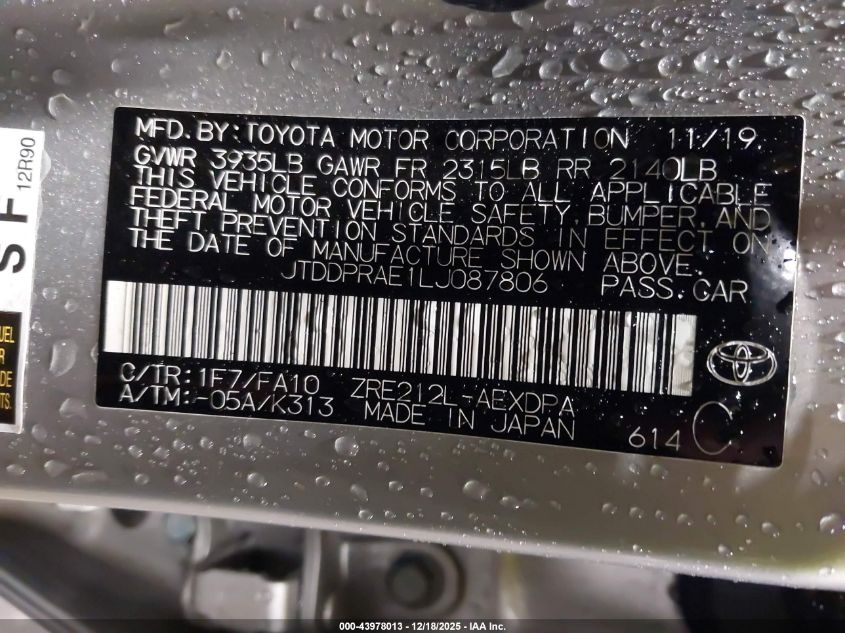 MFD.BY:TOYOTA MOTOR CORPORATION 11/19
GVWR 3935LB GAWR FR 2315LB RR 2140LB
THIS VEHICLE CONFORMS TO ALL APPLICABLE
FEDERAL MOTOR VEHICLE SAFETY, BUMPER, AND
THEFT PREVENTION STANDARDS IN EFFECT ON
THE DATE OF MANUFACTURE SHOWN ABOVE.
JTDDPRAE1LJ087806 PASS.CAR
C/TR:1F7/FA10 ZRE212L-AEXDPA
A/TM:-05A/K313 MADE IN JAPAN
614 C
S F
12R90
000-43978013 - 12/18/2025 - IAA Inc.